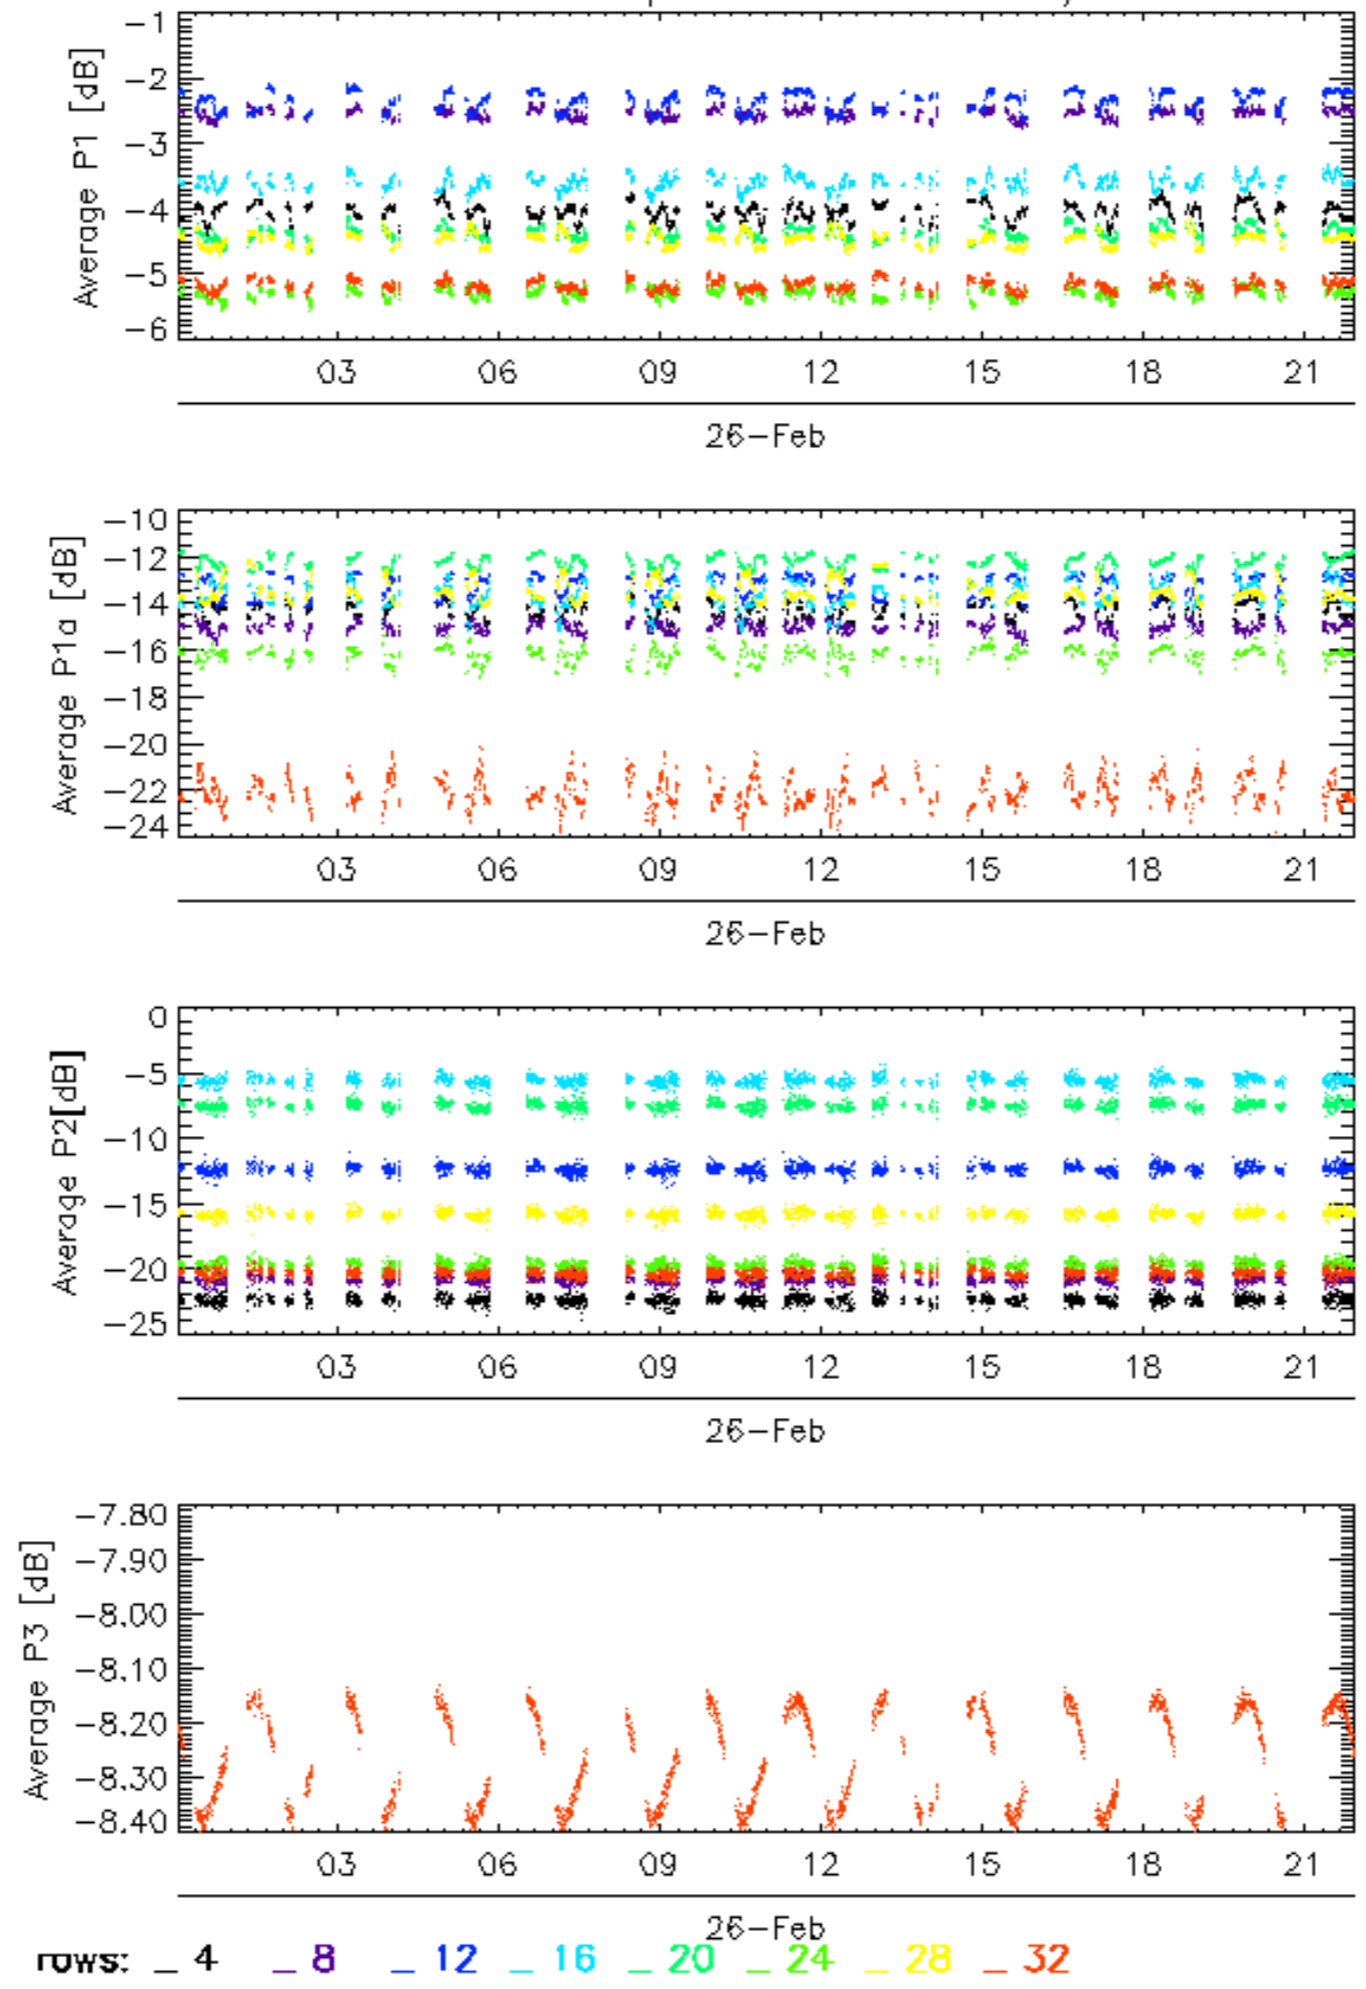 Average P1 [dB]
-1
-2
-3
-4
-5
-6
03 06 09 12 15 18 21
26-Feb
Average P1a [dB]
-10
-12
-14
-16
-18
-20
-22
-24
03 06 09 12 15 18 21
26-Feb
Average P2[dB]
0
-5
-10
-15
-20
-25
03 06 09 12 15 18 21
26-Feb
Average P3 [dB]
-7.80
-7.90
-8.00
-8.10
-8.20
-8.30
-8.40
03 06 09 12 15 18 21
26-Feb
rows: _ 4 _ 8 _ 12 _ 16 _ 20 _ 24 _ 28 _ 32